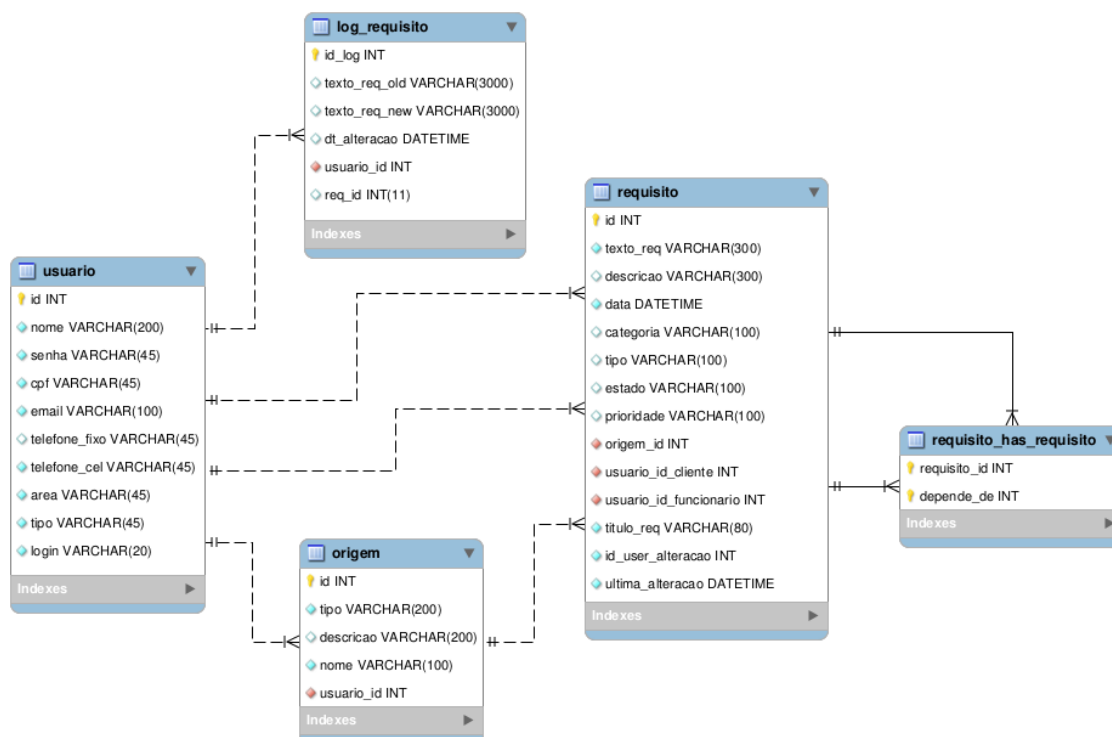 log_requisito
id_log INT
texto_req_old VARCHAR(3000)
texto_req_new VARCHAR(3000)
dt_alteracao DATETIME
usuario_id INT
req_id INT(11)
Indexes
usuario
id INT
nome VARCHAR(200)
senha VARCHAR(45)
cpf VARCHAR(45)
email VARCHAR(100)
telefone_fixo VARCHAR(45)
telefone_cel VARCHAR(45)
area VARCHAR(45)
tipo VARCHAR(45)
login VARCHAR(20)
Indexes
origem
id INT
tipo VARCHAR(200)
descricao VARCHAR(200)
nome VARCHAR(100)
usuario_id INT
Indexes
requisito
id INT
texto_req VARCHAR(300)
descricao VARCHAR(300)
data DATETIME
categoria VARCHAR(100)
tipo VARCHAR(100)
estado VARCHAR(100)
prioridade VARCHAR(100)
origem_id INT
usuario_id_cliente INT
usuario_id_funcionario INT
titulo_req VARCHAR(80)
id_user_alteracao INT
ultima_alteracao DATETIME
Indexes
requisito_has_requisito
requisito_id INT
depende_de INT
Indexes